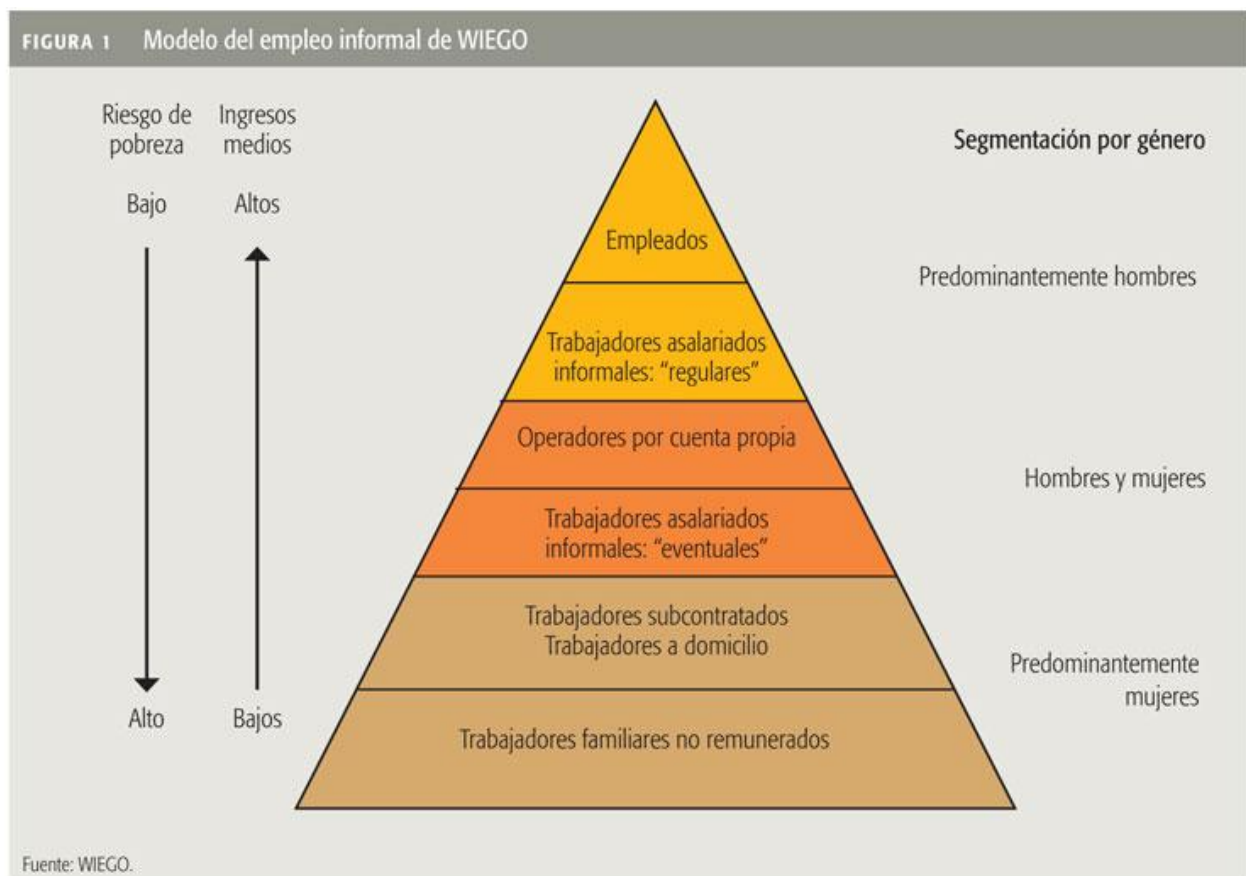 FIGURA 1 Modelo del empleo informal de WIEGO
Riesgo de
pobreza
Ingresos
medios
Bajo
Altos
Alto
Bajos
Empleados
Trabajadores asalariados
informales: “regulares”
Operadores por cuenta propia
Trabajadores asalariados
informales: “eventuales”
Trabajadores subcontratados
Trabajadores a domicilio
Trabajadores familiares no remunerados
Segmentación por género
Predominantemente hombres
Hombres y mujeres
Predominantemente
mujeres
Fuente: WIEGO.